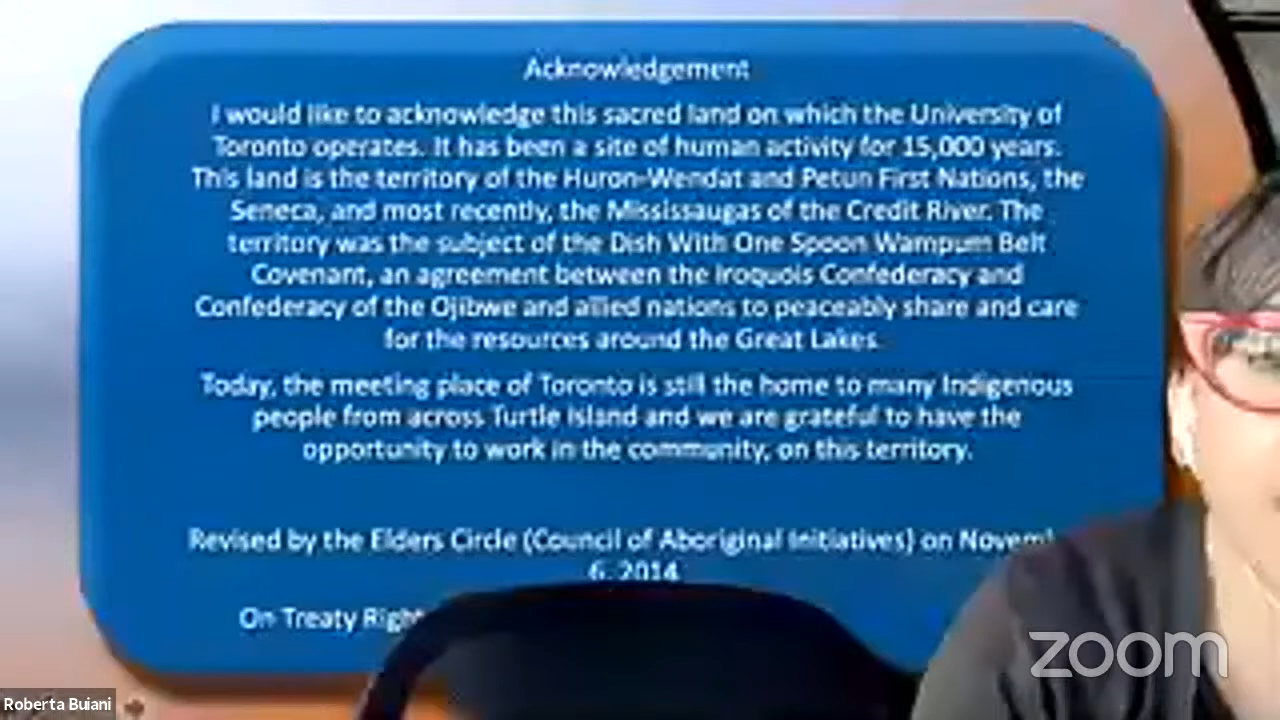 Acknowledgement
I would like to acknowledge this sacred land on which the University of
Toronto operates. It has been a site of human activity for 15,000 years.
This land is the territory of the Huron-Wendat and Petun First Nations, the
Seneca, and most recently, the Mississaugas of the Credit River. The
territory was the subject of the Dish With One Spoon Wampum Belt
Covenant, an agreement between the Iroquois Confederacy and
Confederacy of the Ojibwe and allied nations to peaceably share and care
for the resources around the Great Lakes.
Today, the meeting place of Toronto is still the home to many Indigenous
people from across Turtle Island and we are grateful to have the
opportunity to work in the community, on this territory.
Revised by the Elders Circle (Council of Aboriginal Initiatives) on
6, 2014
On Treaty
zoom
Roberta Buiani